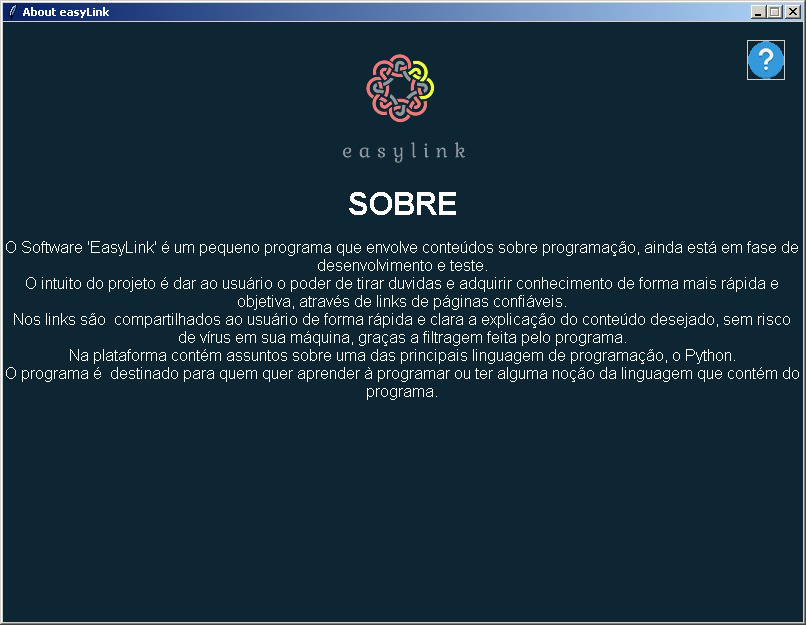 About easyLink
?
easylink
SOBRE
O Software 'EasyLink' é um pequeno programa que envolve conteúdos sobre programação, ainda está em fase de
desenvolvimento e teste.
O intuito do projeto é dar ao usuário o poder de tirar duvidas e adquirir conhecimento de forma mais rápida e
objetiva, através de links de páginas confiáveis.
Nos links são  compartilhados ao usuário de forma rápida e clara a explicação do conteúdo desejado, sem risco
de vírus em sua máquina, graças a filtragem feita pelo programa.
Na plataforma contém assuntos sobre uma das principais linguagem de programação, o Python.
O programa é  destinado para quem quer aprender à programar ou ter alguma noção da linguagem que contém do
programa.